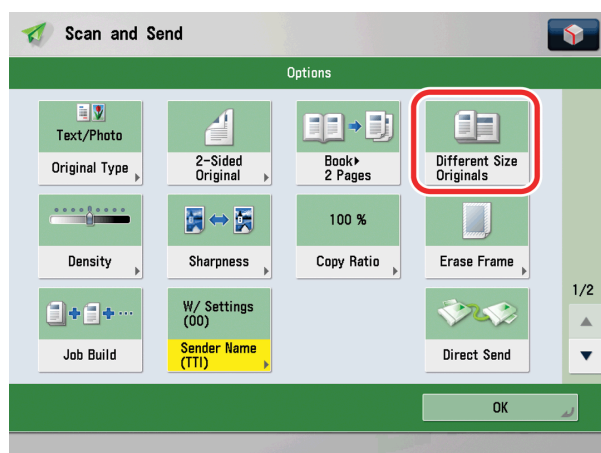 Scan and Send
Options
Text/Photo
Original Type
2-Sided
Original
Book▸
2 Pages
Different Size
Originals
Density
Sharpness
100 %
Copy Ratio
Erase Frame
1/2
Job Build
W/ Settings
(00)
Sender Name
(TTI)
Direct Send
OK